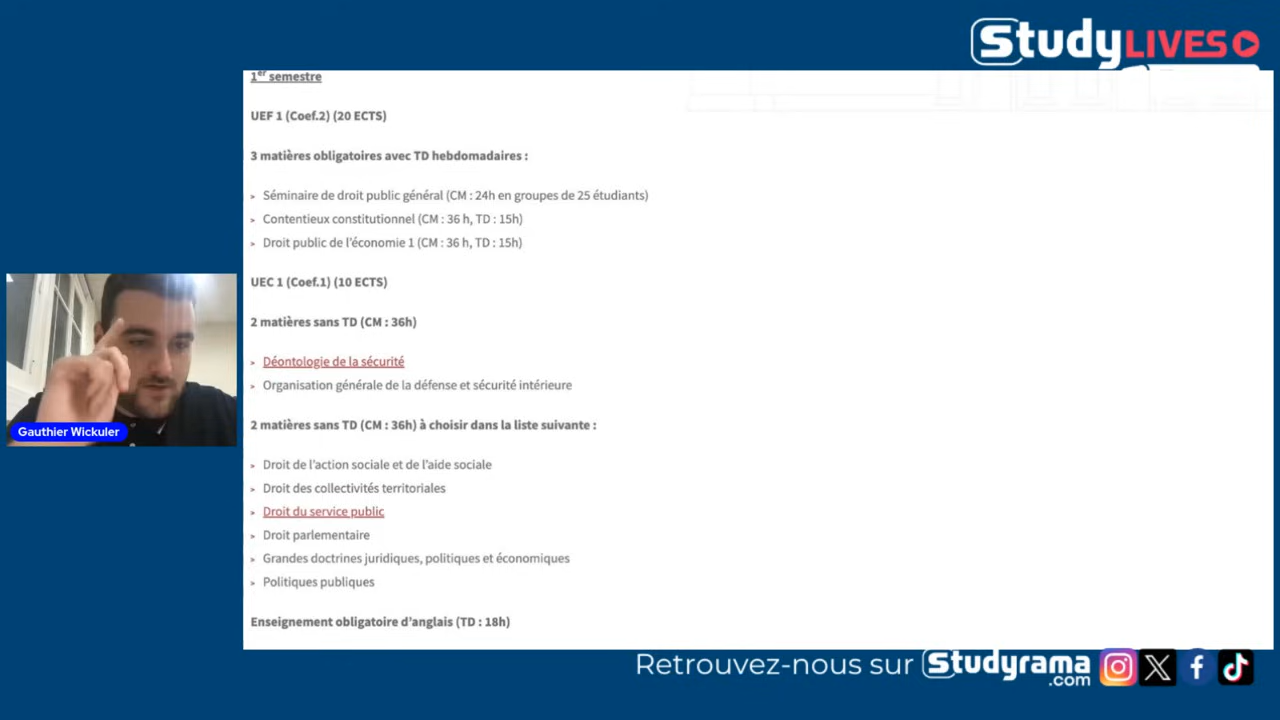 Study LIVES
1er semestre
UEF 1 (Coef.2) (20 ECTS)
3 matières obligatoires avec TD hebdomadaires :
Séminaire de droit public général (CM : 24h en groupes de 25 étudiants)
Contentieux constitutionnel (CM : 36 h, TD : 15h)
Droit public de l'économie 1 (CM : 36 h, TD : 15h)
UEC 1 (Coef.1) (10 ECTS)
2 matières sans TD (CM : 36h)
Déontologie de la sécurité
Organisation générale de la défense et sécurité intérieure
2 matières sans TD (CM : 36h) à choisir dans la liste suivante :
Droit de l'action sociale et de l'aide sociale
Droit des collectivités territoriales
Droit du service public
Droit parlementaire
Grandes doctrines juridiques, politiques et économiques
Politiques publiques
Enseignement obligatoire d'anglais (TD : 18h)
Gauthier Wickuler
Retrouvez-nous sur Studyrama.com